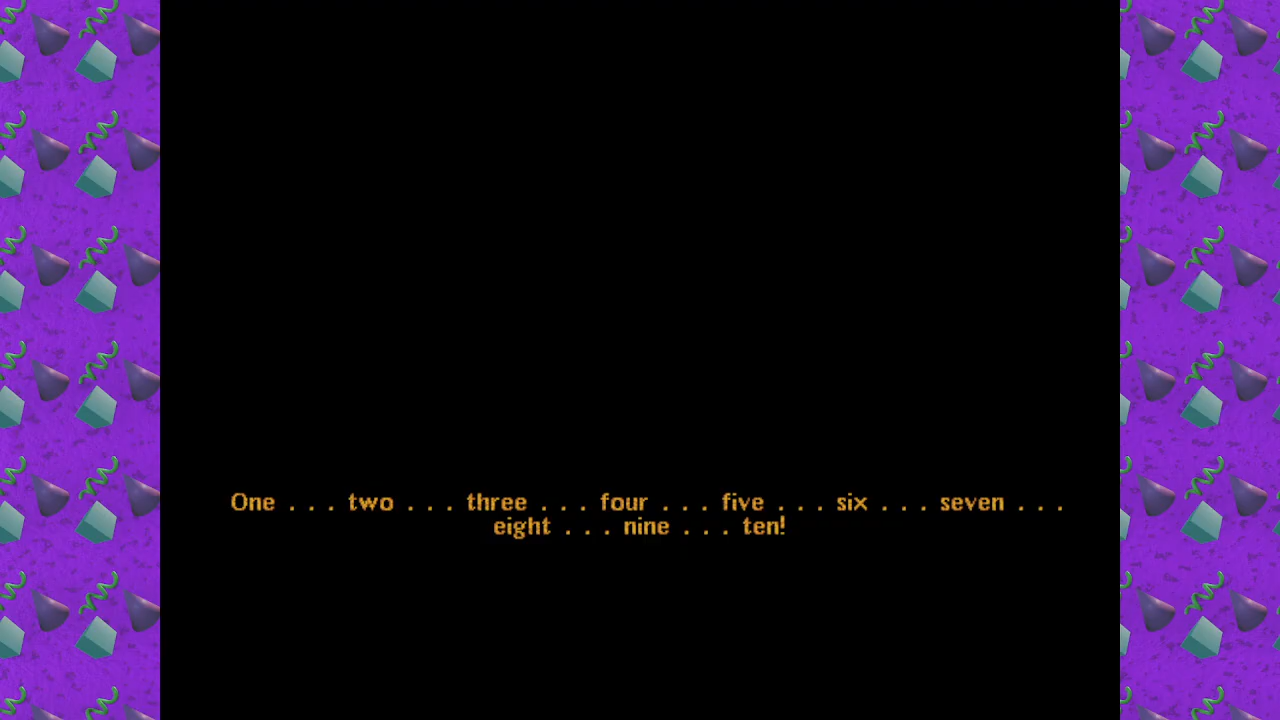 One . . . two . . . three . . . four . . . five . . . six . . . seven . . .
eight . . . nine . . . ten!